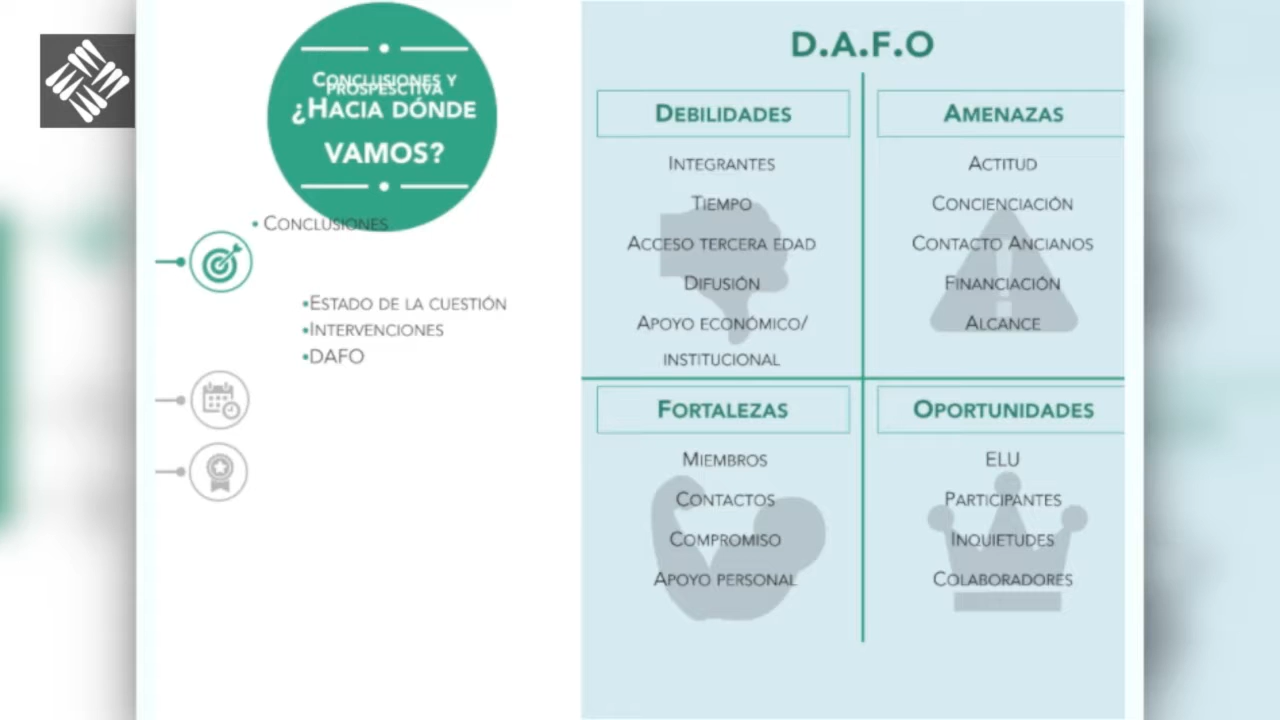 Conclusiones y
prospesctiva
¿Hacia dónde
vamos?
• Conclusiones
•Estado de la cuestión
•Intervenciones
•DAFO
D.A.F.O
Debilidades
Integrantes
Tiempo
Acceso tercera edad
Difusión
Apoyo económico/
institucional
Amenazas
Actitud
Concienciación
Contacto Ancianos
Financiación
Alcance
Fortalezas
Miembros
Contactos
Compromiso
Apoyo personal
Oportunidades
ELU
Participantes
Inquietudes
Colaboradores